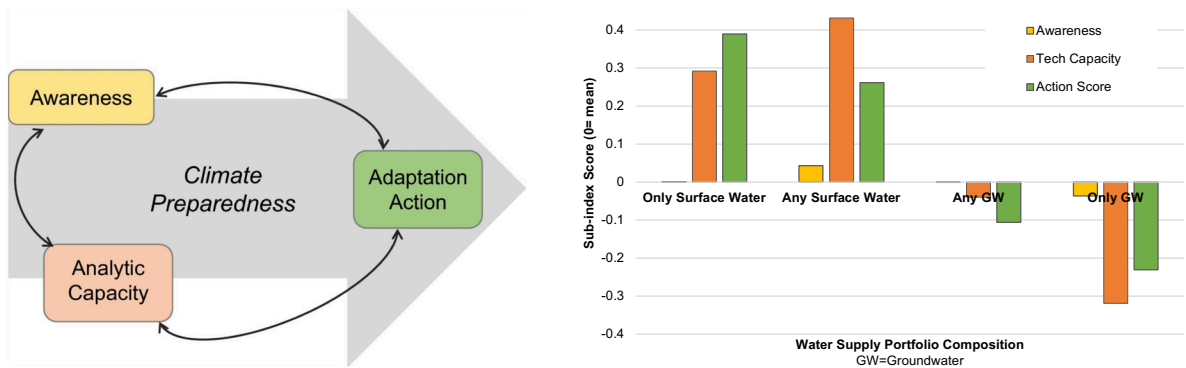 Awareness
Climate
Preparedness
Adaptation
Action
Analytic
Capacity
Sub-index Score (0= mean)
0.4
0.3
0.2
0.1
0
-0.1
-0.2
-0.3
-0.4
Awareness
Tech Capacity
Action Score
Only Surface Water
Any Surface Water
Any GW
Only GW
Water Supply Portfolio Composition
GW=Groundwater